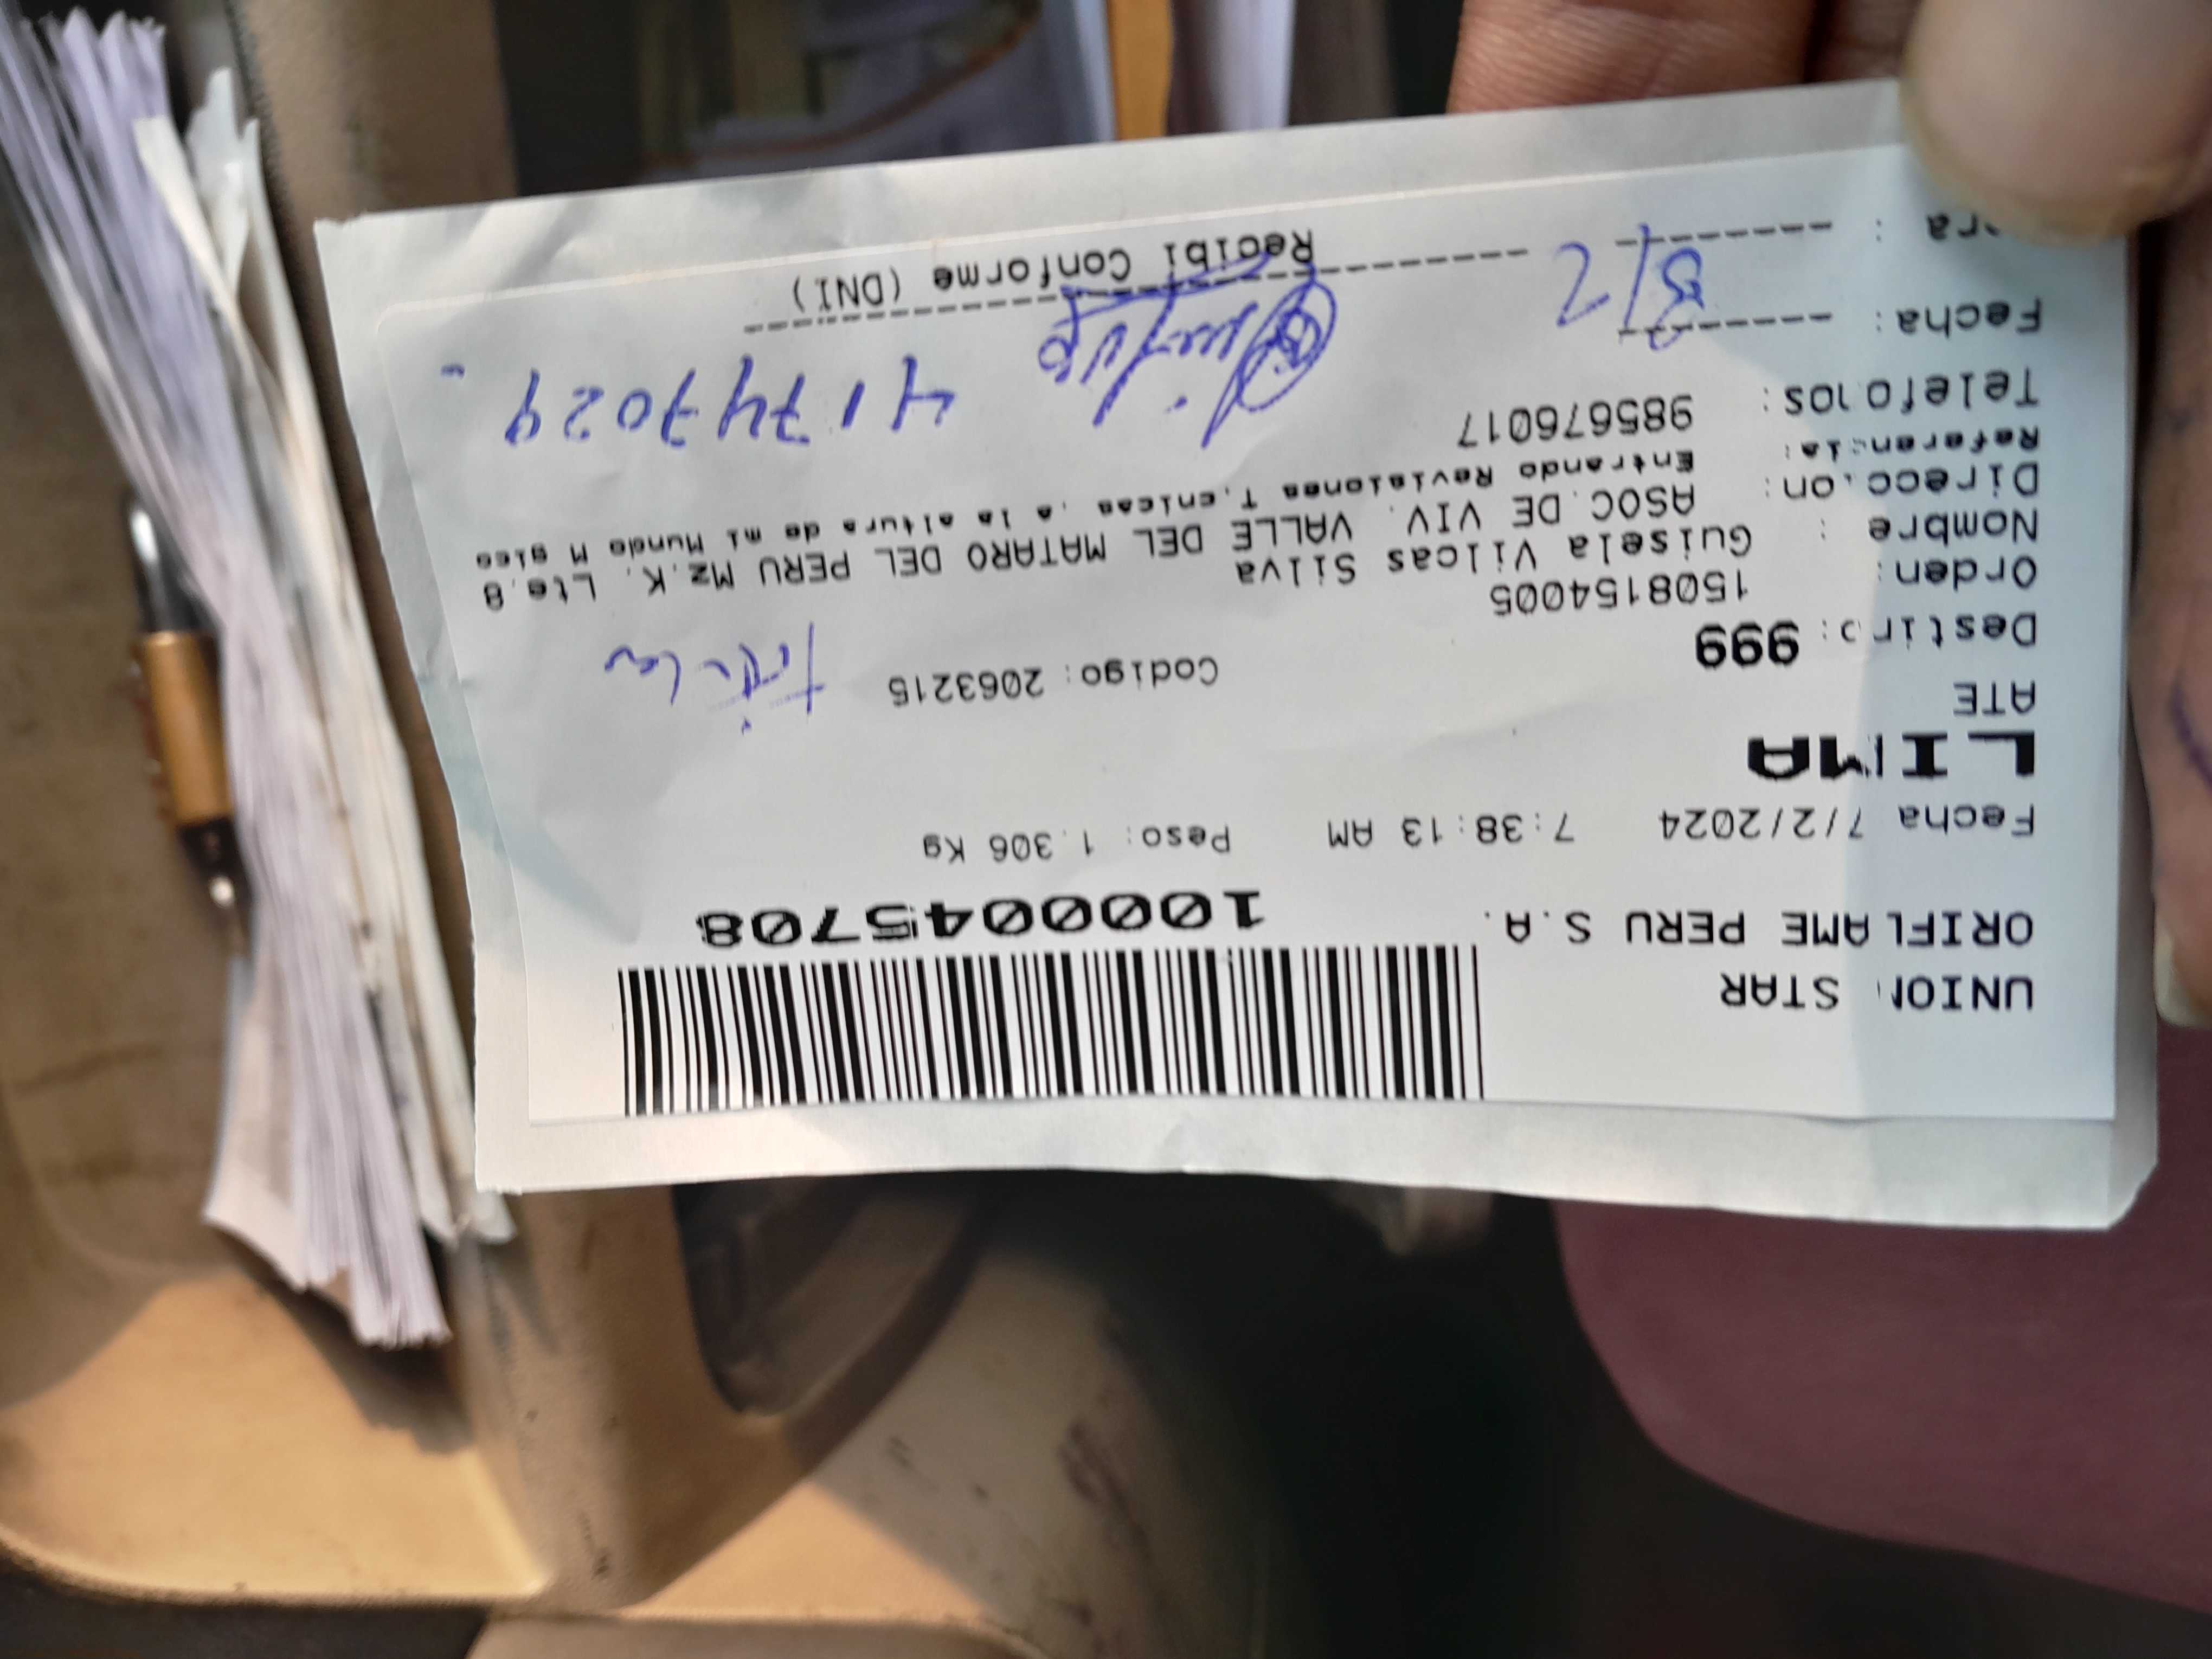 UNION STAR
ORIFLAME PERU S.A.
10000045708
Fecha 7/2/2024 7:38:13 AM Peso: 1.306 Kg
LIMA
ATE
Destino: 999 Codigo: 2063215
Orden: 1508154005
Nombre : Guisela Vilcas Silva
Direccion: ASOC.DE VIV. VALLE DEL MATARO DEL PERU Mz.K. Lte.8
Referencia: Entrando Revisiones T.cnicas .a la altura de mi Mundo M gico
Telefonos: 985676017
41747029
Fecha: 8/2
Recibi Conforme (DNI)